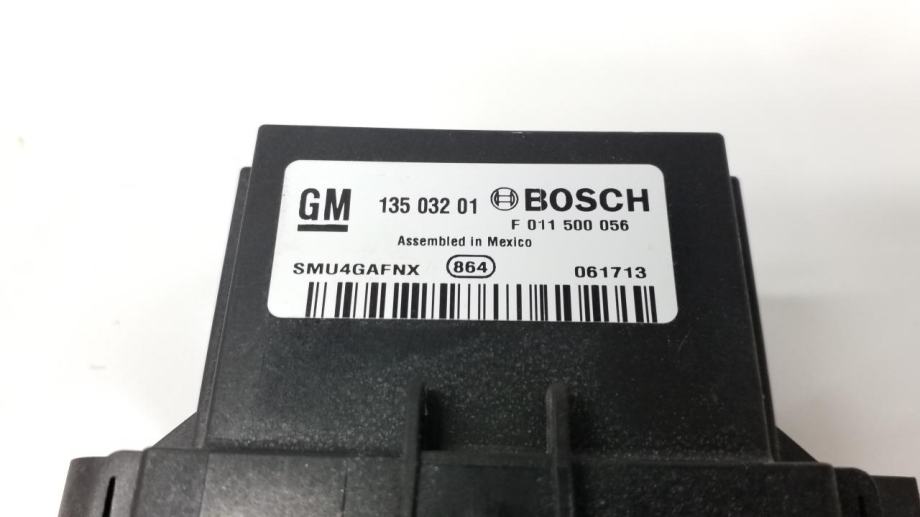 GM 135 032 01 BOSCH
F 011 500 056
Assembled in Mexico
SMU4GAFNX 864 061713